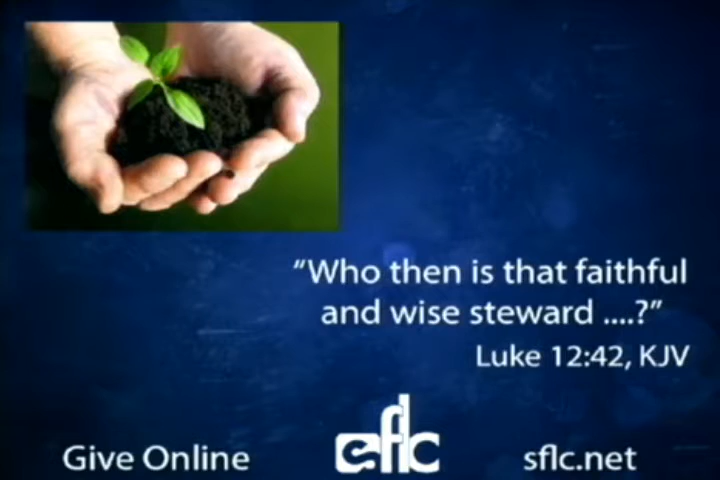 “Who then is that faithful
and wise steward ....?”
Luke 12:42, KJV
Give Online
sflc
sflc.net